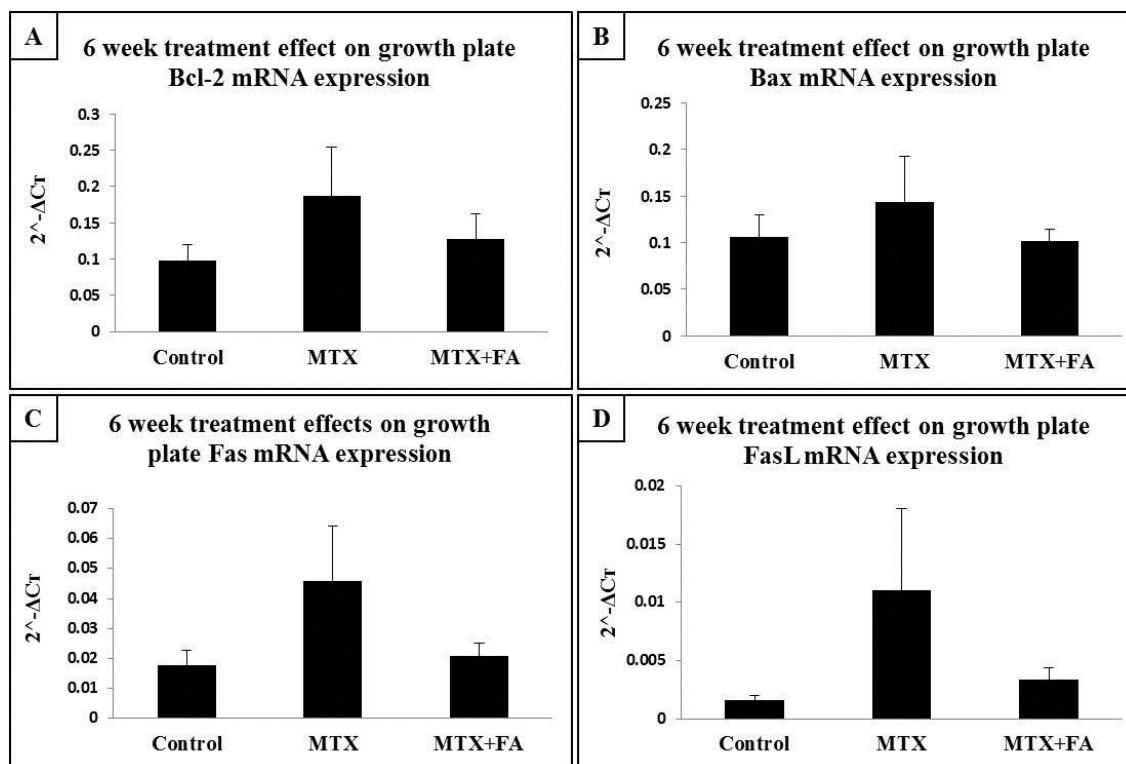 A
6 week treatment effect on growth plate
Bcl-2 mRNA expression
0.3
0.25
0.2
0.15
0.1
0.05
0
2^-ΔCT
Control MTX MTX+FA
B
6 week treatment effect on growth plate
Bax mRNA expression
0.25
0.2
0.15
0.1
0.05
0
2^-ΔCT
Control MTX MTX+FA
C
6 week treatment effects on growth
plate Fas mRNA expression
0.07
0.06
0.05
0.04
0.03
0.02
0.01
0
2^-ΔCT
Control MTX MTX+FA
D
6 week treatment effect on growth plate
FasL mRNA expression
0.02
0.015
0.01
0.005
0
2^-ΔCT
Control MTX MTX+FA